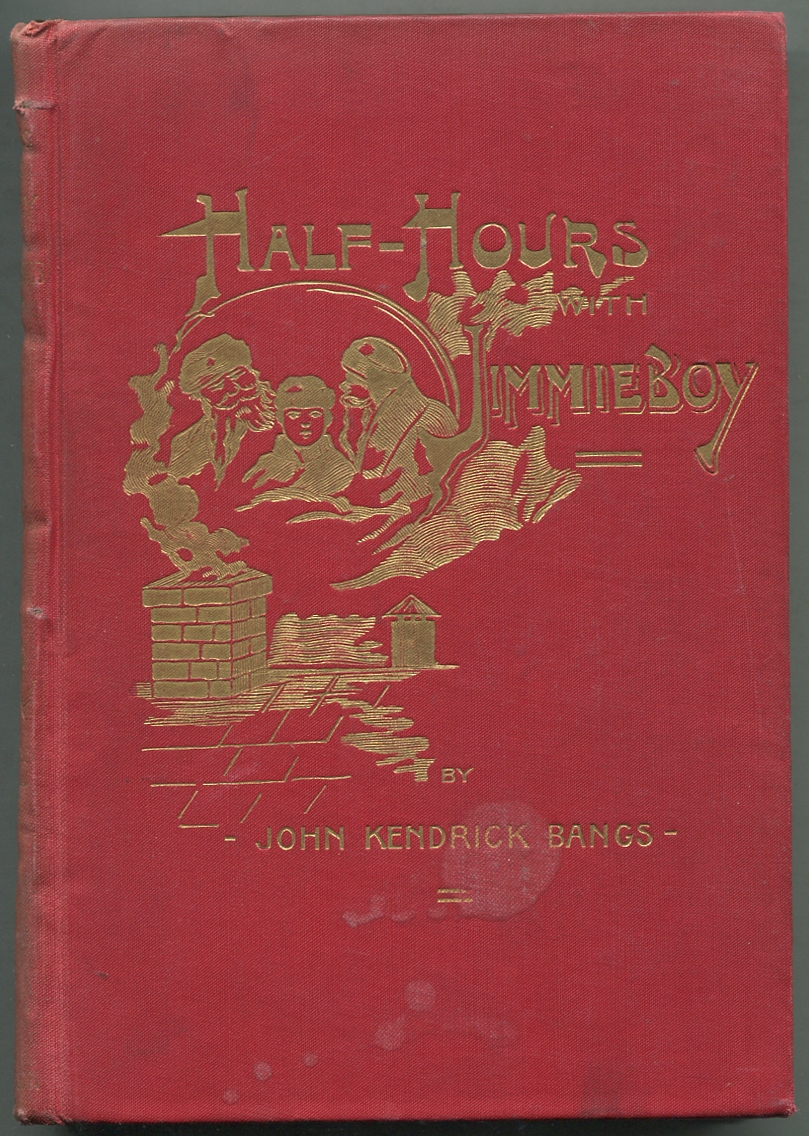 HALF-HOURS
WITH
JIMMIEBOY
BY
- JOHN KENDRICK BANGS -